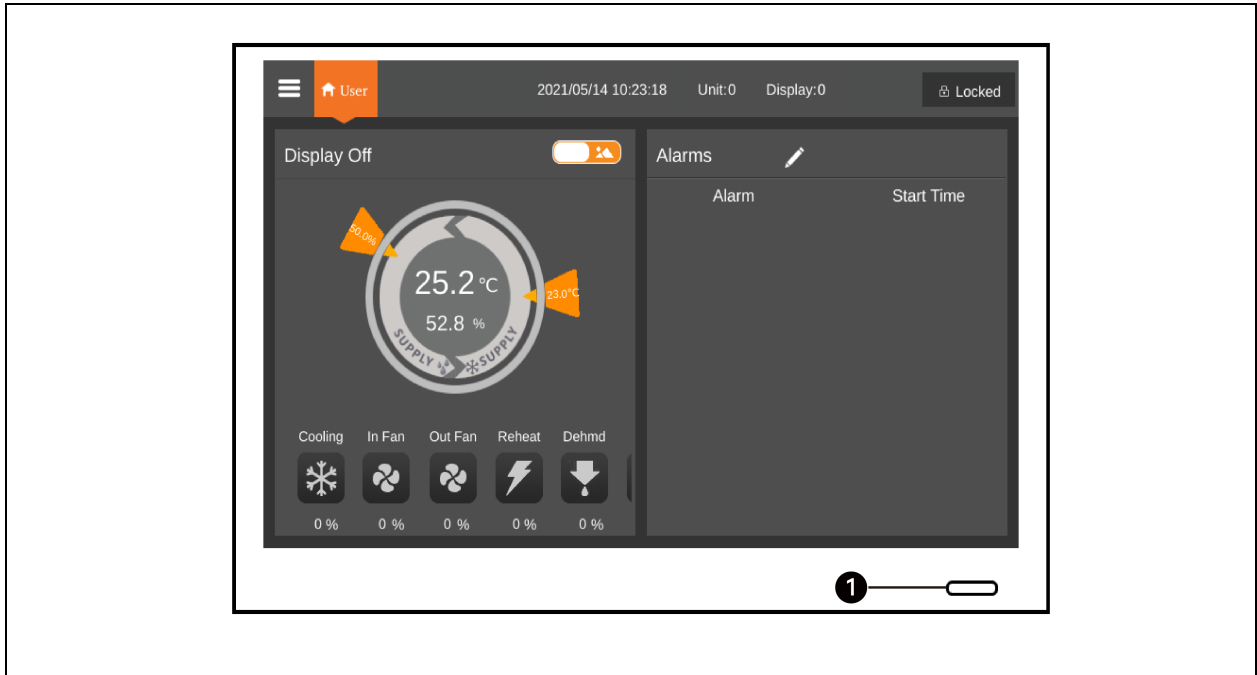 User 2021/05/14 10:23:18 Unit:0 Display:0 Locked
Display Off
50.0%
25.2 °C
23.0°C
52.8 %
SUPPLY SUPPLY
Cooling In Fan Out Fan Reheat Dehmd
0 % 0 % 0 % 0 % 0 %
Alarms
Alarm Start Time
1